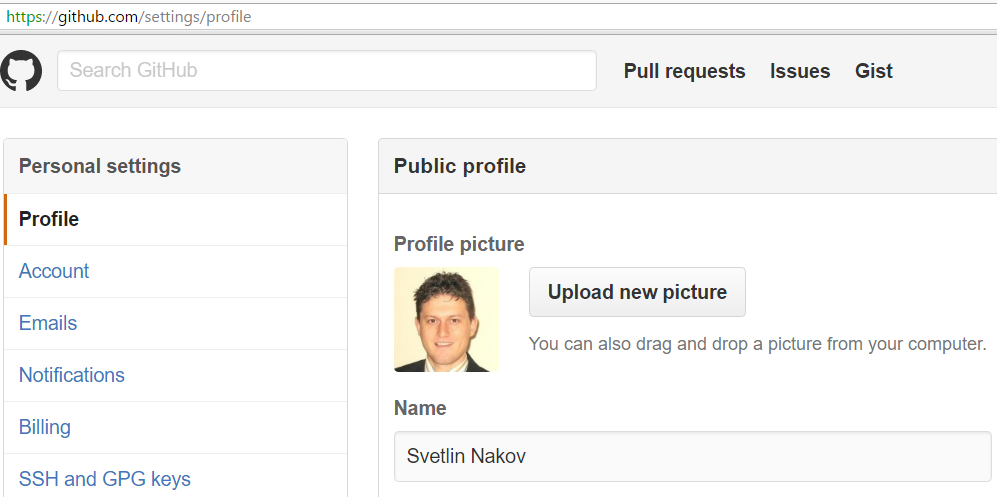 https://github.com/settings/profile
Search GitHub
Pull requests
Issues
Gist
Personal settings
Profile
Account
Emails
Notifications
Billing
SSH and GPG keys
Public profile
Profile picture
Upload new picture
You can also drag and drop a picture from your computer.
Name
Svetlin Nakov